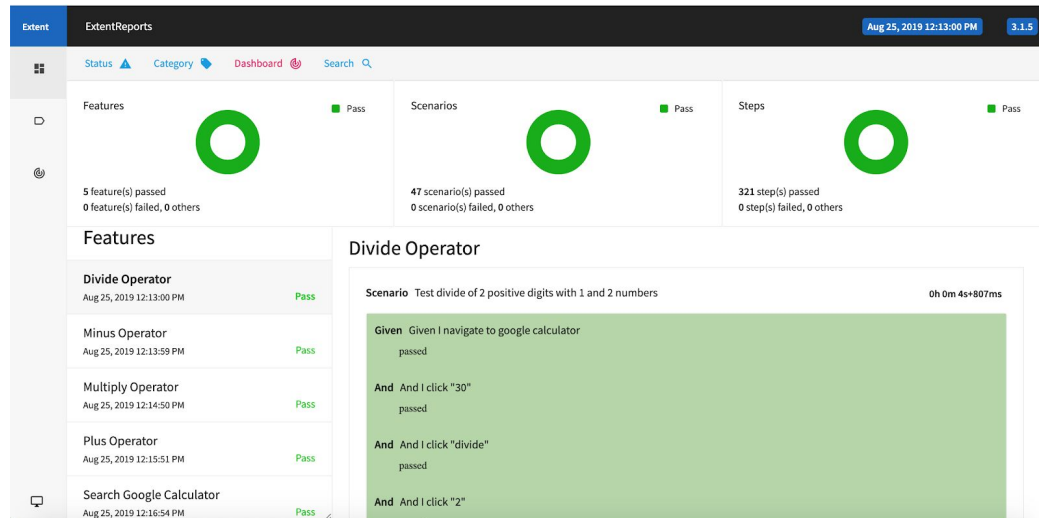 Extent
ExtentReports
Aug 25, 2019 12:13:00 PM
3.1.5
Status
Category
Dashboard
Search
Features
Pass
5 feature(s) passed
0 feature(s) failed, 0 others
Scenarios
Pass
47 scenario(s) passed
0 scenario(s) failed, 0 others
Steps
Pass
321 step(s) passed
0 step(s) failed, 0 others
Features
Divide Operator
Aug 25, 2019 12:13:00 PM
Pass
Minus Operator
Aug 25, 2019 12:13:59 PM
Pass
Multiply Operator
Aug 25, 2019 12:14:50 PM
Pass
Plus Operator
Aug 25, 2019 12:15:51 PM
Pass
Search Google Calculator
Aug 25, 2019 12:16:54 PM
Pass
Divide Operator
Scenario Test divide of 2 positive digits with 1 and 2 numbers
0h 0m 4s+807ms
Given Given I navigate to google calculator
passed
And And I click "30"
passed
And And I click "divide"
passed
And And I click "2"